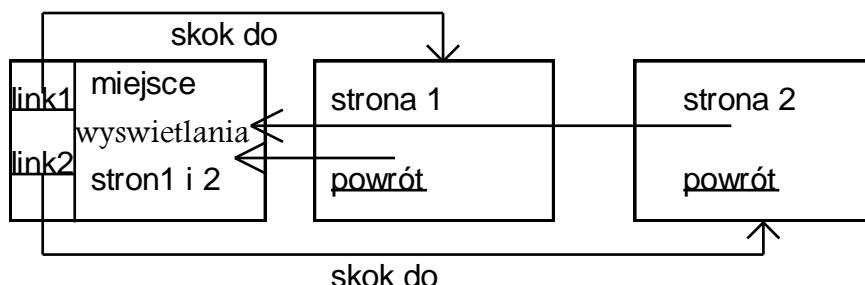 skok do
link1
miejsce
wyswietlania
link2
stron1 i 2
strona 1
powrót
strona 2
powrót
skok do